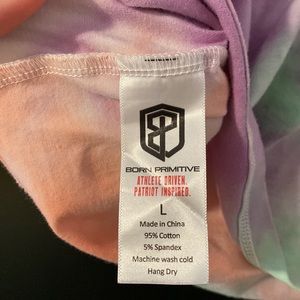 BORN PRIMITIVE
ATHLETE DRIVEN.
PATRIOT INSPIRED.
L
Made in China
95% Cotton
5% Spandex
Machine wash cold
Hang Dry